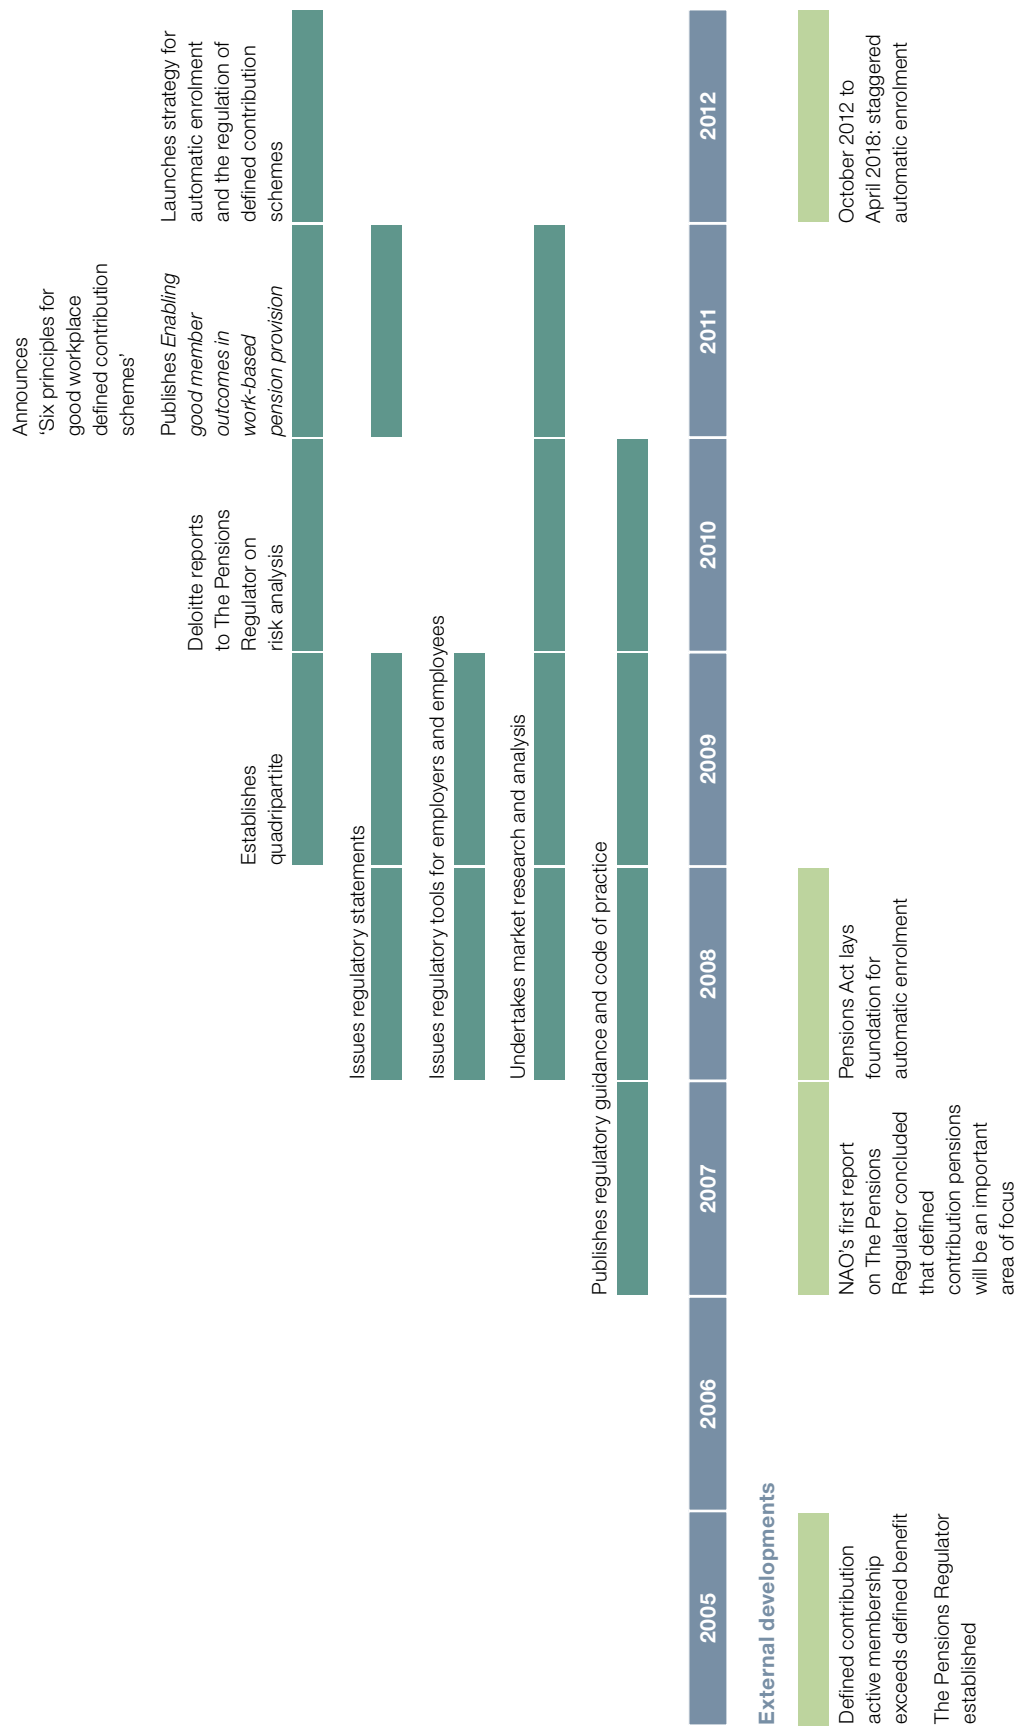 Announces
‘Six principles for
good workplace
defined contribution
schemes’
Publishes Enabling
good member
outcomes in
work-based
pension provision
Launches strategy for
automatic enrolment
and the regulation of
defined contribution
schemes
Deloitte reports
to The Pensions
Regulator on
risk analysis
Establishes
quadripartite
Issues regulatory statements
Issues regulatory tools for employers and employees
Undertakes market research and analysis
Publishes regulatory guidance and code of practice
2005
2006
2007
2008
2009
2010
2011
2012
External developments
Defined contribution
active membership
exceeds defined benefit
The Pensions Regulator
established
NAO’s first report
on The Pensions
Regulator concluded
that defined
contribution pensions
will be an important
area of focus
Pensions Act lays
foundation for
automatic enrolment
October 2012 to
April 2018: staggered
automatic enrolment